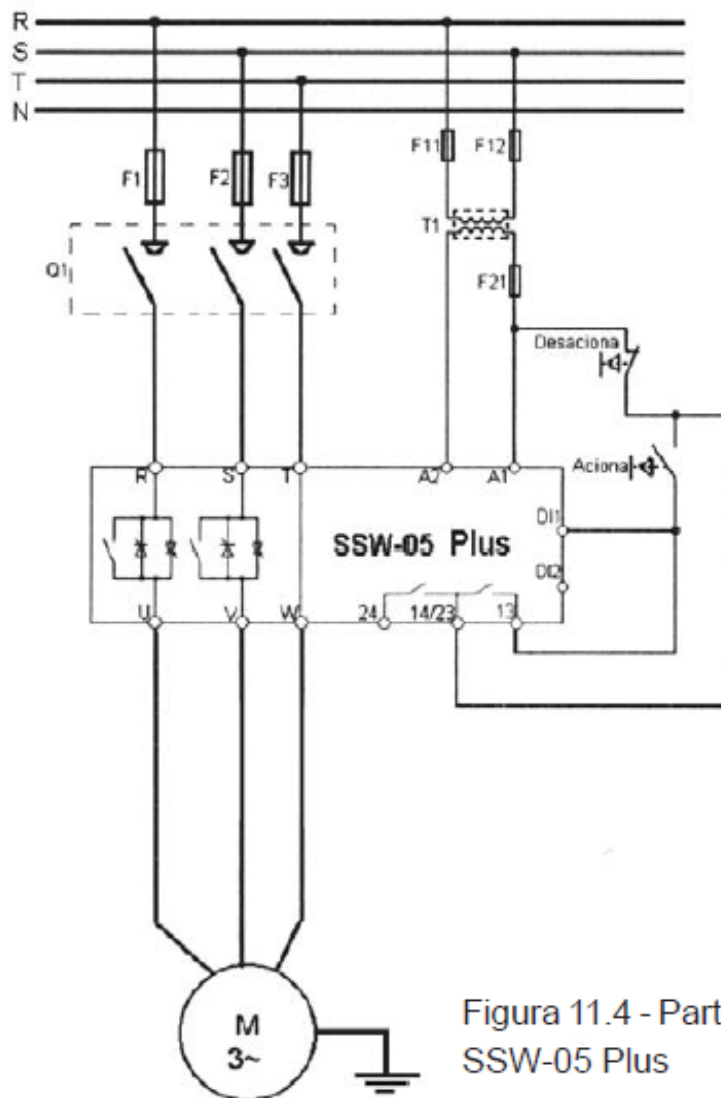 R
S
T
N
F1
F2
F3
F11
F12
T1
Q1
F21
Desaciona
Aciona
R
S
T
A2
A1
SSW-05 Plus
DI1
DI2
U
V
W
24
14/23
13
M
3~
Figura 11.4 - Part
SSW-05 Plus